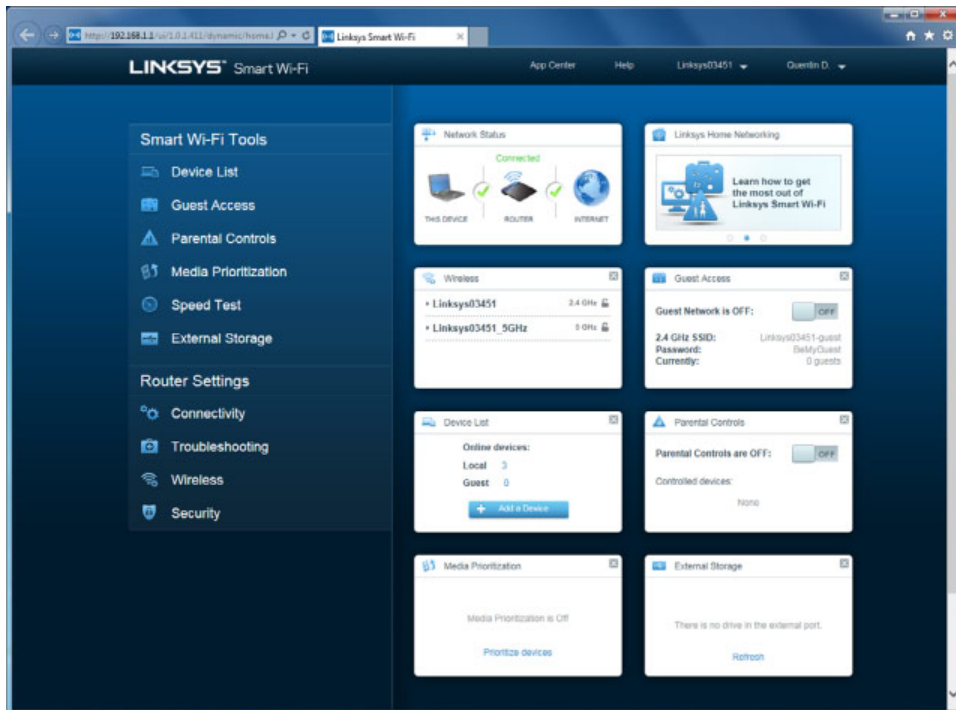 http://192.168.1.1/ui/1.0.1.411/dynamic/home.l
Linksys Smart Wi-Fi
LINKSYS Smart Wi-Fi
App Center
Help
Linksys03451
Quentin D.
Smart Wi-Fi Tools
Device List
Guest Access
Parental Controls
Media Prioritization
Speed Test
External Storage
Router Settings
Connectivity
Troubleshooting
Wireless
Security
Network Status
Connected
THIS DEVICE ROUTER INTERNET
Linksys Home Networking
Learn how to get
the most out of
Linksys Smart Wi-Fi
Wireless
Linksys03451 2.4 GHz
Linksys03451_5GHz 5 GHz
Guest Access
Guest Network is OFF: OFF
2.4 GHz SSID: Linksys03451-guest
Password: BeMyGuest
Currently: 0 guests
Device List
Online devices:
Local 3
Guest 0
+ Add a Device
Parental Controls
Parental Controls are OFF: OFF
Controlled devices:
None
Media Prioritization
Media Prioritization is Off
Prioritize devices
External Storage
There is no drive in the external port.
Refresh